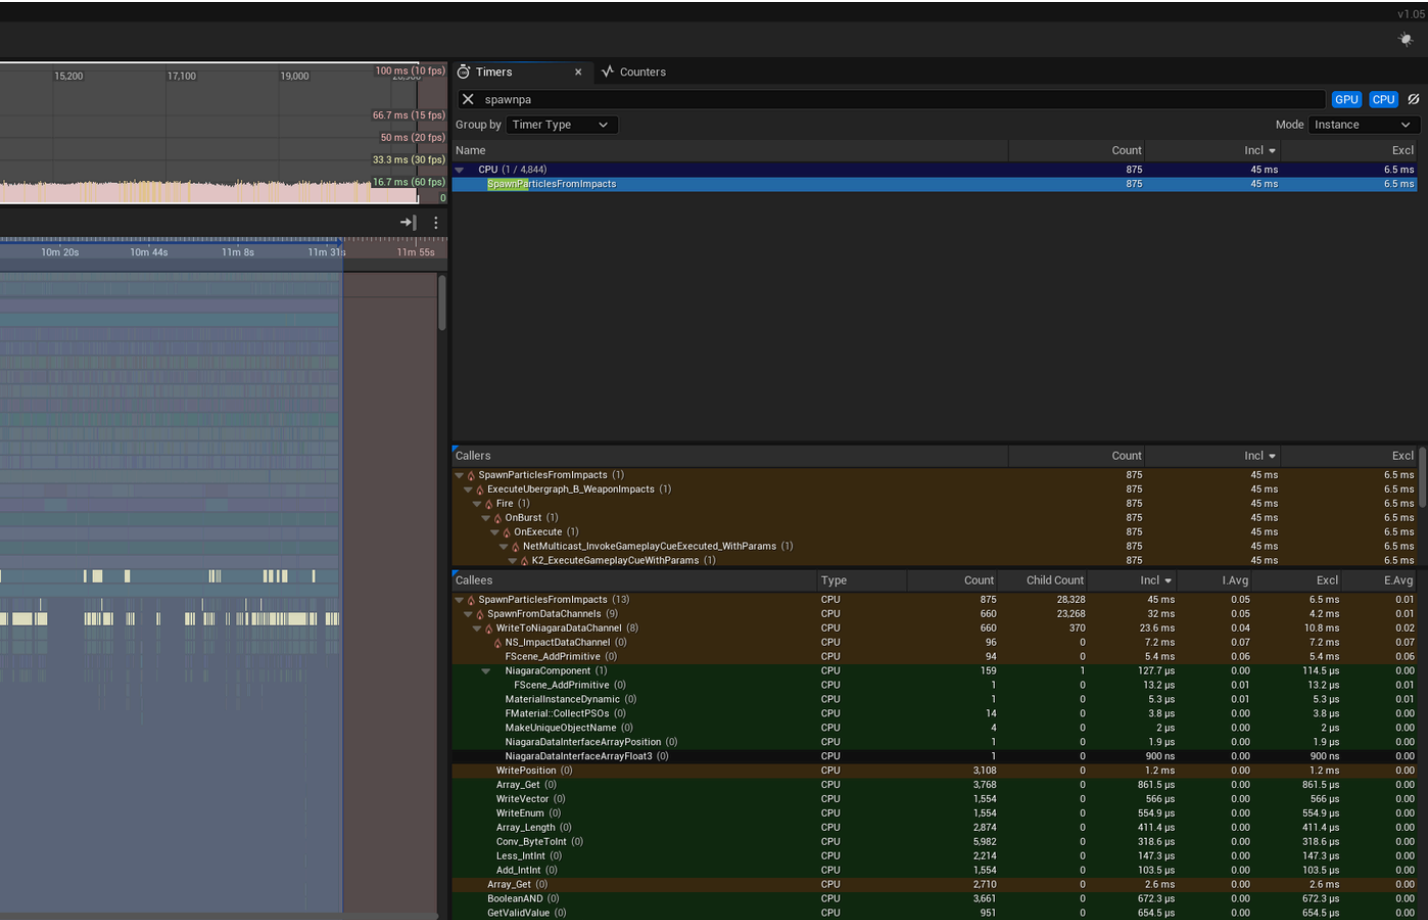 v1.05
15,200 17,100 19,000 100 ms (10 fps)
66.7 ms (15 fps)
50 ms (20 fps)
33.3 ms (30 fps)
16.7 ms (60 fps)
0
10m 20s 10m 44s 11m 8s 11m 31s 11m 55s
Timers Counters
spawnpa GPU CPU
Group by Timer Type Mode Instance
Name Count Incl Excl
CPU (1 / 4,844) 875 45 ms 6.5 ms
SpawnParticlesFromImpacts 875 45 ms 6.5 ms
Callers Count Incl Excl
SpawnParticlesFromImpacts (1) 875 45 ms 6.5 ms
ExecuteUbergraph_B_WeaponImpacts (1) 875 45 ms 6.5 ms
Fire (1) 875 45 ms 6.5 ms
OnBurst (1) 875 45 ms 6.5 ms
OnExecute (1) 875 45 ms 6.5 ms
NetMulticast_InvokeGameplayCueExecuted_WithParams (1) 875 45 ms 6.5 ms
K2_ExecuteGameplayCueWithParams (1) 875 45 ms 6.5 ms
Callees Type Count Child Count Incl I.Avg Excl E.Avg
SpawnParticlesFromImpacts (13) CPU 875 28,328 45 ms 0.05 6.5 ms 0.01
SpawnFromDataChannels (9) CPU 660 23,268 32 ms 0.05 4.2 ms 0.01
WriteToNiagaraDataChannel (8) CPU 660 370 23.6 ms 0.04 10.8 ms 0.02
NS_ImpactDataChannel (0) CPU 96 0 7.2 ms 0.07 7.2 ms 0.07
FScene_AddPrimitive (0) CPU 94 0 5.4 ms 0.06 5.4 ms 0.06
NiagaraComponent (1) CPU 159 1 127.7 µs 0.00 114.5 µs 0.00
FScene_AddPrimitive (0) CPU 1 0 13.2 µs 0.01 13.2 µs 0.01
MaterialInstanceDynamic (0) CPU 1 0 5.3 µs 0.01 5.3 µs 0.01
FMaterial::CollectPSOs (0) CPU 14 0 3.8 µs 0.00 3.8 µs 0.00
MakeUniqueObjectName (0) CPU 4 0 2 µs 0.00 2 µs 0.00
NiagaraDataInterfaceArrayPosition (0) CPU 1 0 1.9 µs 0.00 1.9 µs 0.00
NiagaraDataInterfaceArrayFloat3 (0) CPU 1 0 900 ns 0.00 900 ns 0.00
WritePosition (0) CPU 3,108 0 1.2 ms 0.00 1.2 ms 0.00
Array_Get (0) CPU 3,768 0 861.5 µs 0.00 861.5 µs 0.00
WriteVector (0) CPU 1,554 0 566 µs 0.00 566 µs 0.00
WriteEnum (0) CPU 1,554 0 554.9 µs 0.00 554.9 µs 0.00
Array_Length (0) CPU 2,874 0 411.4 µs 0.00 411.4 µs 0.00
Conv_ByteToInt (0) CPU 5,982 0 318.6 µs 0.00 318.6 µs 0.00
Less_IntInt (0) CPU 2,214 0 147.3 µs 0.00 147.3 µs 0.00
Add_IntInt (0) CPU 1,554 0 103.5 µs 0.00 103.5 µs 0.00
Array_Get (0) CPU 2,710 0 2.6 ms 0.00 2.6 ms 0.00
BooleanAND (0) CPU 3,661 0 672.3 µs 0.00 672.3 µs 0.00
GetValidValue (0) CPU 951 0 654.5 µs 0.00 654.5 µs 0.00